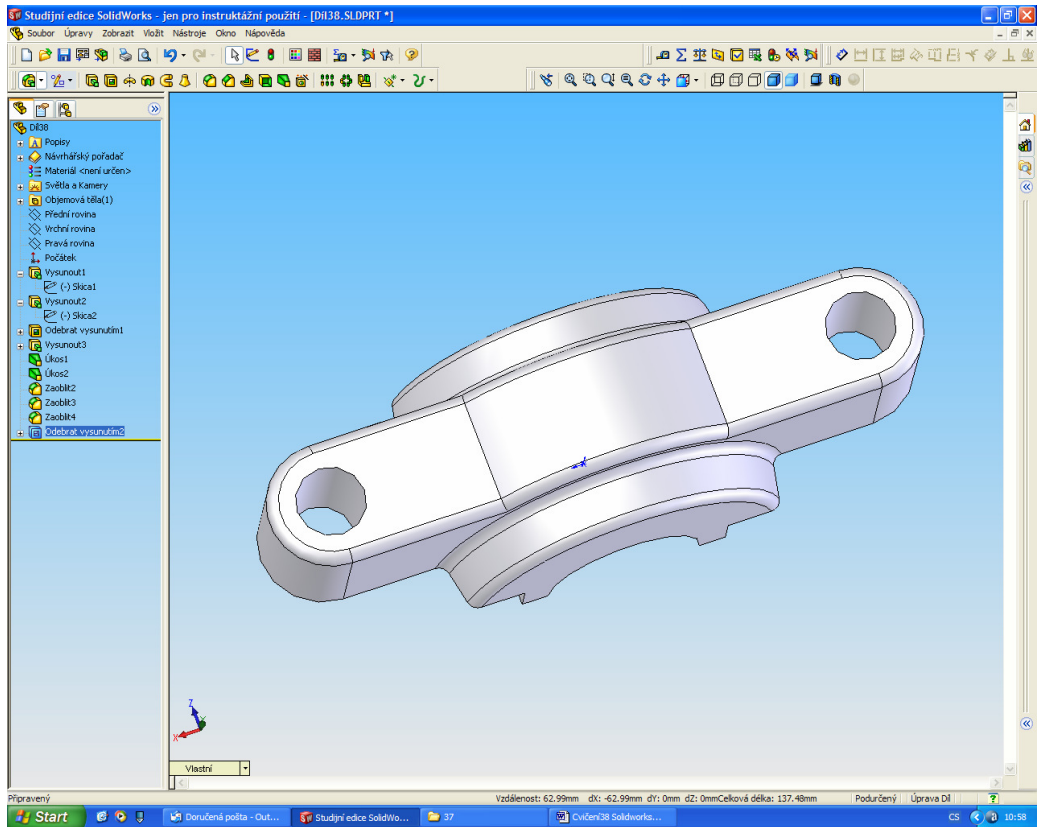 Studijní edice SolidWorks - jen pro instruktážní použití - [Díl38.SLDPRT *]
Soubor Úpravy Zobrazit Vložit Nástroje Okno Nápověda
Díl38
Popisy
Návrhářský pořadač
Materiál <není určen>
Světla a Kamery
Objemová těla(1)
Přední rovina
Vrchní rovina
Pravá rovina
Počátek
Vysunout1
(-) Skica1
Vysunout2
(-) Skica2
Odebrat vysunutím1
Vysunout3
Úkos1
Úkos2
Zaoblit2
Zaoblit3
Zaoblit4
Odebrat vysunutím2
Z
X
Vlastní
Připravený
Vzdálenost: 62.99mm dX: -62.99mm dY: 0mm dZ: 0mmCelková délka: 137.48mm
Podurčený
Úprava Díl
Start
Doručená pošta - Out...
Studijní edice SolidWo...
37
Cvičení38 Solidworks...
CS
10:58